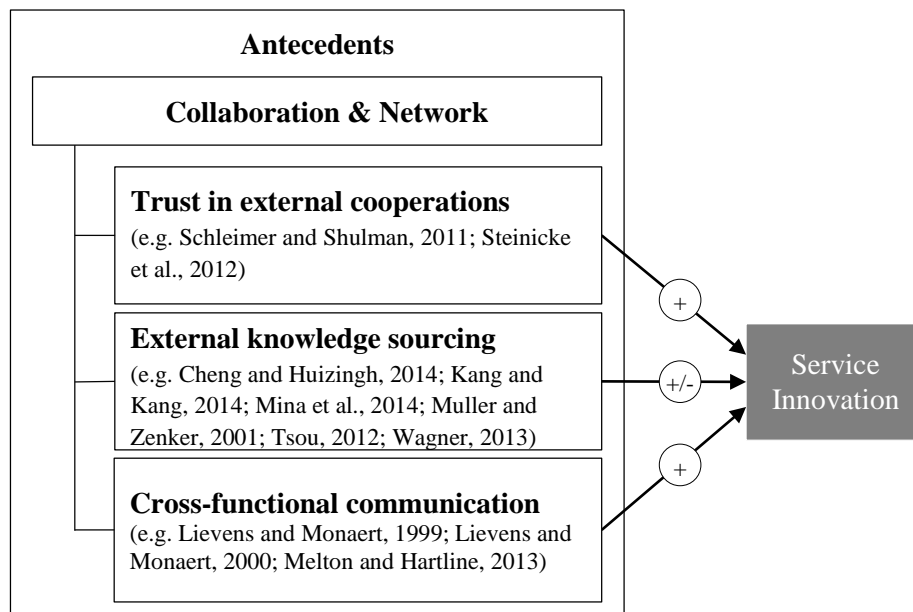 Antecedents
Collaboration & Network
Trust in external cooperations
(e.g. Schleimer and Shulman, 2011; Steinicke
et al., 2012)
+
External knowledge sourcing
(e.g. Cheng and Huizingh, 2014; Kang and
Kang, 2014; Mina et al., 2014; Muller and
Zenker, 2001; Tsou, 2012; Wagner, 2013)
+/-
Service
Innovation
+
Cross-functional communication
(e.g. Lievens and Monaert, 1999; Lievens and
Monaert, 2000; Melton and Hartline, 2013)